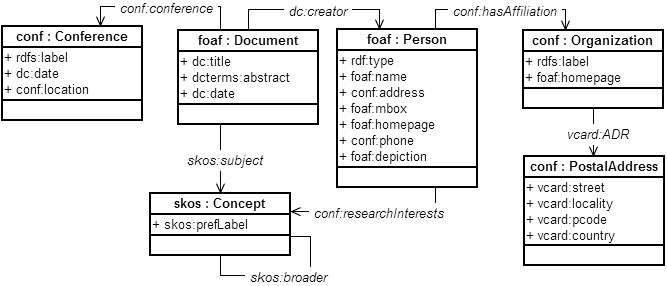 conf:conference
dc:creator
conf:hasAffiliation
conf : Conference
+ rdfs:label
+ dc:date
+ conf:location
foaf : Document
+ dc:title
+ dcterms:abstract
+ dc:date
foaf : Person
+ rdf:type
+ foaf:name
+ conf:address
+ foaf:mbox
+ foaf:homepage
+ conf:phone
+ foaf:depiction
conf : Organization
+ rdfs:label
+ foaf:homepage
vcard:ADR
skos:subject
conf : PostalAddress
+ vcard:street
+ vcard:locality
+ vcard:pcode
+ vcard:country
skos : Concept
+ skos:prefLabel
conf:researchInterests
skos:broader